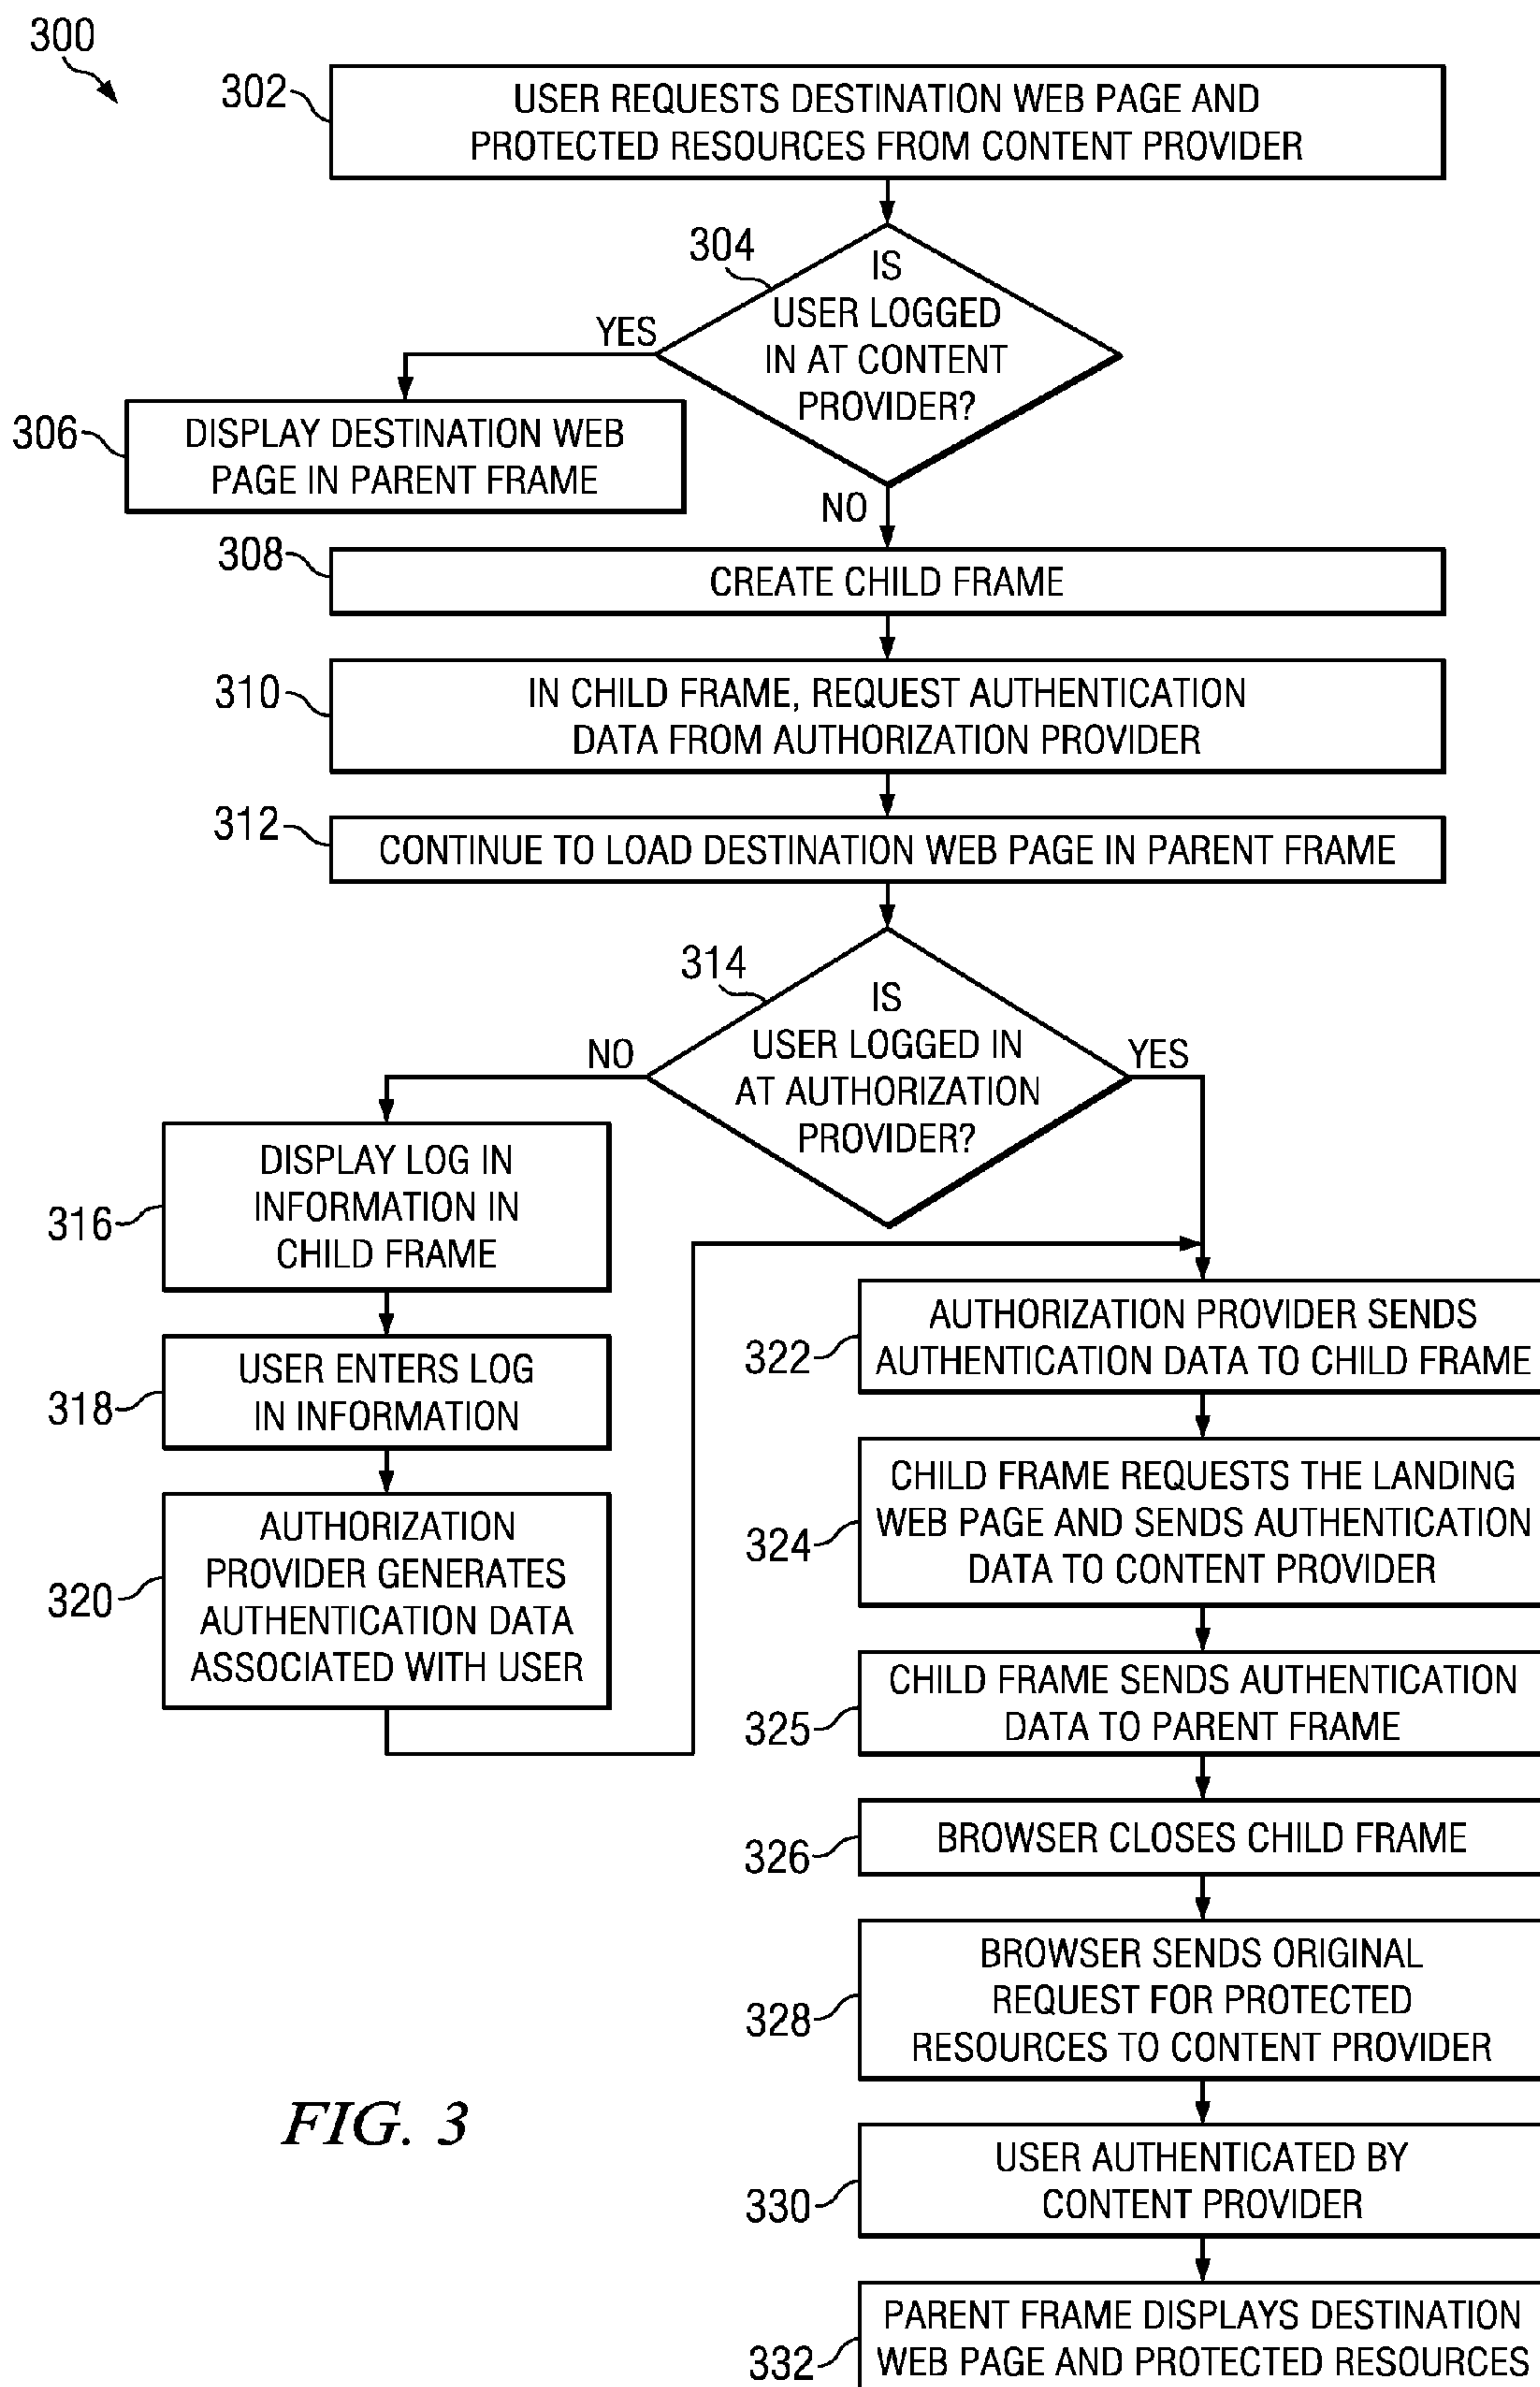 300
302
USER REQUESTS DESTINATION WEB PAGE AND
PROTECTED RESOURCES FROM CONTENT PROVIDER
304
IS
USER LOGGED
IN AT CONTENT
PROVIDER?
YES
306
DISPLAY DESTINATION WEB
PAGE IN PARENT FRAME
NO
308
CREATE CHILD FRAME
310
IN CHILD FRAME, REQUEST AUTHENTICATION
DATA FROM AUTHORIZATION PROVIDER
312
CONTINUE TO LOAD DESTINATION WEB PAGE IN PARENT FRAME
314
IS
USER LOGGED IN
AT AUTHORIZATION
PROVIDER?
NO
YES
316
DISPLAY LOG IN
INFORMATION IN
CHILD FRAME
318
USER ENTERS LOG
IN INFORMATION
320
AUTHORIZATION
PROVIDER GENERATES
AUTHENTICATION DATA
ASSOCIATED WITH USER
322
AUTHORIZATION PROVIDER SENDS
AUTHENTICATION DATA TO CHILD FRAME
324
CHILD FRAME REQUESTS THE LANDING
WEB PAGE AND SENDS AUTHENTICATION
DATA TO CONTENT PROVIDER
325
CHILD FRAME SENDS AUTHENTICATION
DATA TO PARENT FRAME
326
BROWSER CLOSES CHILD FRAME
328
BROWSER SENDS ORIGINAL
REQUEST FOR PROTECTED
RESOURCES TO CONTENT PROVIDER
330
USER AUTHENTICATED BY
CONTENT PROVIDER
332
PARENT FRAME DISPLAYS DESTINATION
WEB PAGE AND PROTECTED RESOURCES
FIG. 3